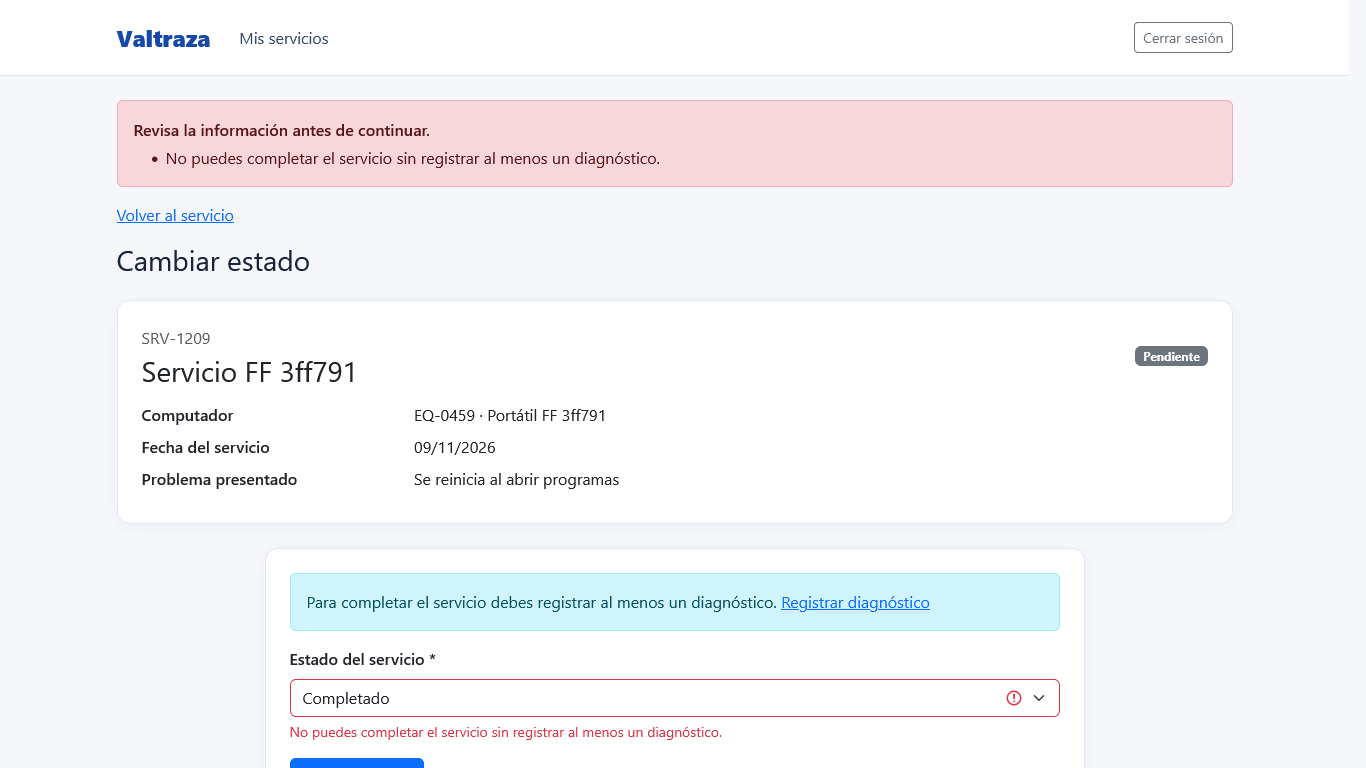 Valtraza Mis servicios Cerrar sesión
Revisa la información antes de continuar.
• No puedes completar el servicio sin registrar al menos un diagnóstico.
Volver al servicio
Cambiar estado
SRV-1209
Pendiente
Servicio FF 3ff791
Computador EQ-0459 · Portátil FF 3ff791
Fecha del servicio 09/11/2026
Problema presentado Se reinicia al abrir programas
Para completar el servicio debes registrar al menos un diagnóstico. Registrar diagnóstico
Estado del servicio *
Completado
No puedes completar el servicio sin registrar al menos un diagnóstico.